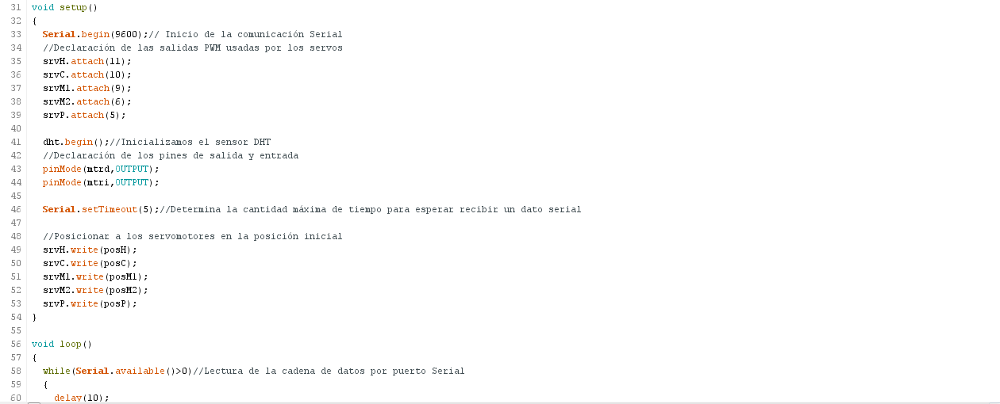 31 void setup()
32 {
33 Serial.begin(9600);// Inicio de la comunicación Serial
34 //Declaración de las salidas PWM usadas por los servos
35 srvH.attach(11);
36 srvC.attach(10);
37 srvM1.attach(9);
38 srvM2.attach(6);
39 srvP.attach(5);
40
41 dht.begin();//Inicializamos el sensor DHT
42 //Declaración de los pines de salida y entrada
43 pinMode(mtrd,OUTPUT);
44 pinMode(mtri,OUTPUT);
45
46 Serial.setTimeout(5);//Determina la cantidad máxima de tiempo para esperar recibir un dato serial
47
48 //Posicionar a los servomotores en la posición inicial
49 srvH.write(posH);
50 srvC.write(posC);
51 srvM1.write(posM1);
52 srvM2.write(posM2);
53 srvP.write(posP);
54 }
55
56 void loop()
57 {
58 while(Serial.available()>0)//Lectura de la cadena de datos por puerto Serial
59 {
60 delay(10);